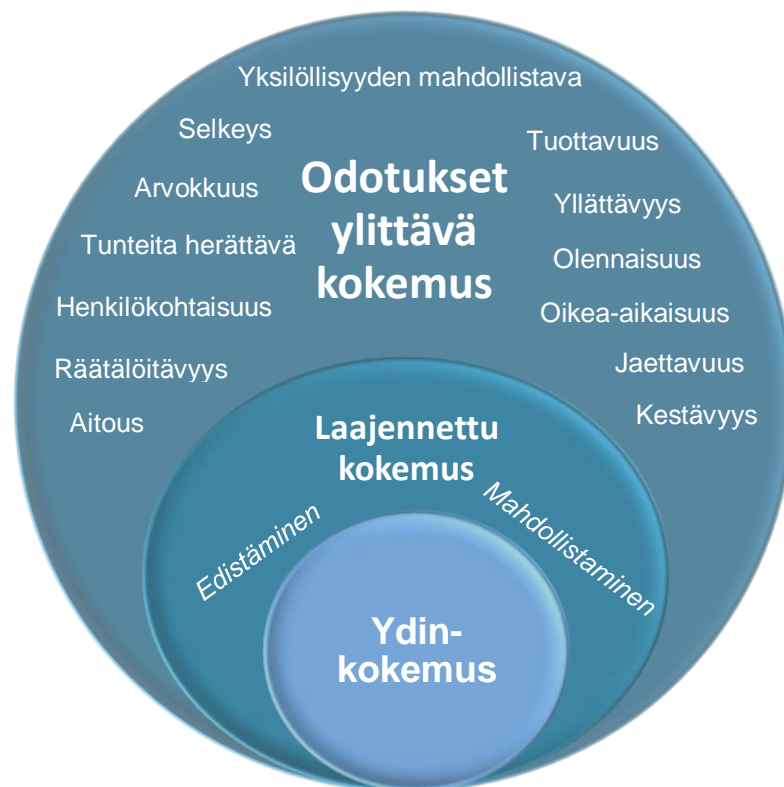 Yksilöllisyyden mahdollistava
Selkeys
Arvokkuus
Tunteita herättävä
Henkilökohtaisuus
Räätälöitävyys
Aitous
Odotukset
ylittävä
kokemus
Tuottavuus
Yllättävyys
Olennaisuus
Oikea-aikaisuus
Jaettavuus
Kestävyys
Laajennettu
kokemus
Edistäminen
Mahdollistaminen
Ydin-
kokemus